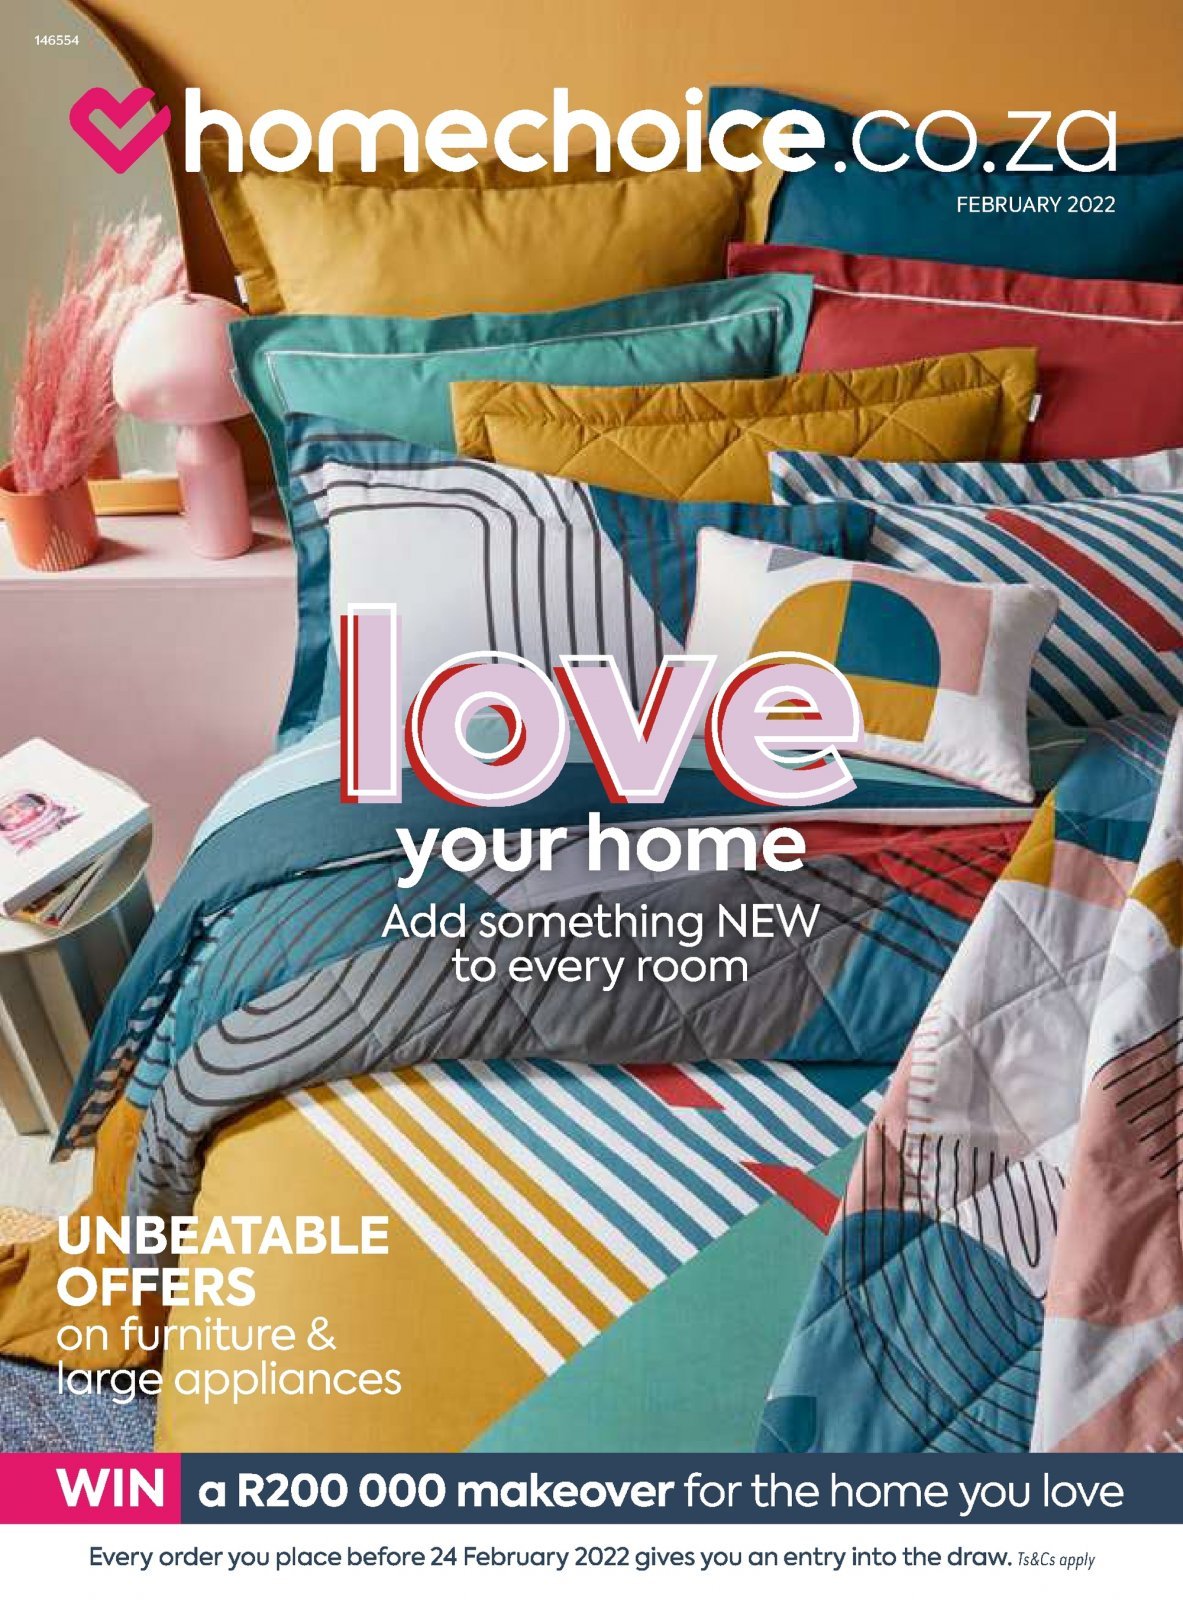 146554
homechoice.co.za
FEBRUARY 2022
love
your home
Add something NEW
to every room
UNBEATABLE
OFFERS
on furniture &
large appliances
WIN a R200 000 makeover for the home you love
Every order you place before 24 February 2022 gives you an entry into the draw. Ts&Cs apply